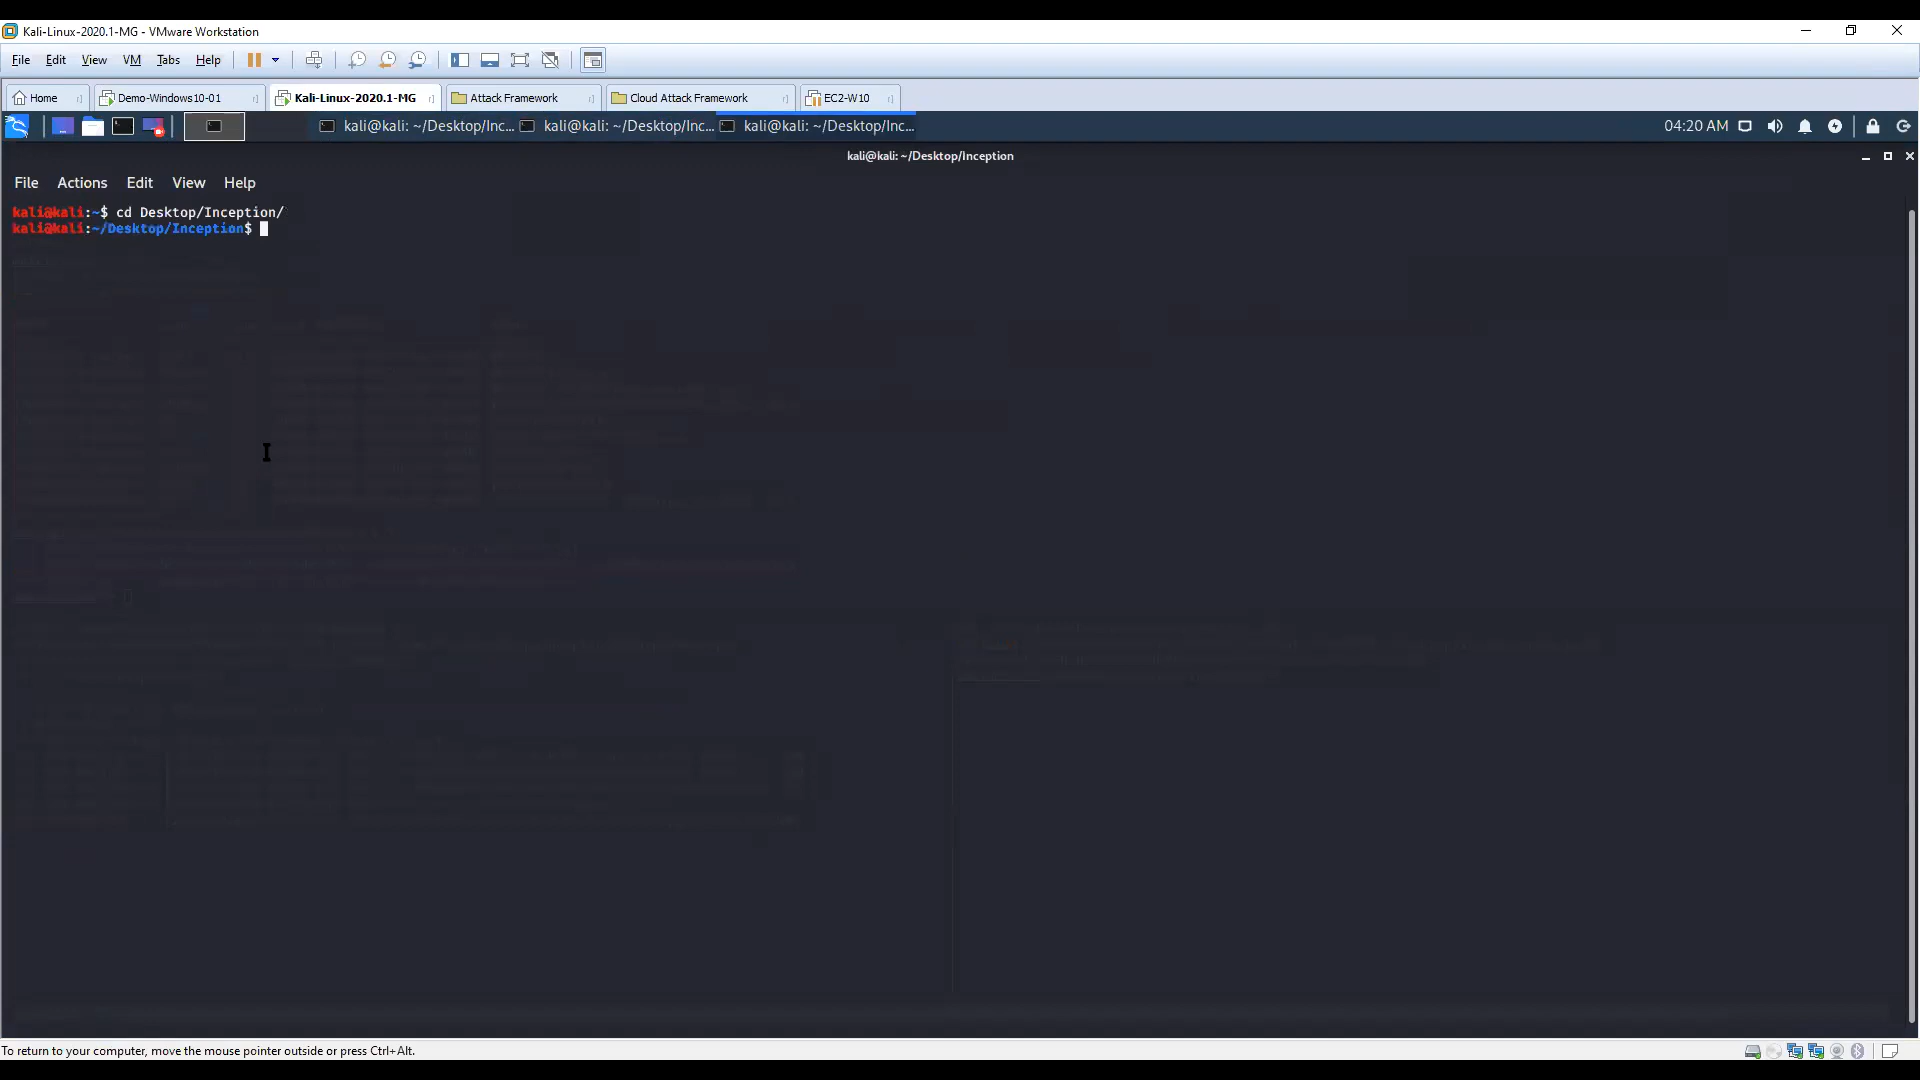 Kali-Linux-2020.1-MG - VMware Workstation
File Edit View VM Tabs Help
Home Demo-Windows10-01 Kali-Linux-2020.1-MG Attack Framework Cloud Attack Framework EC2-W10
kali@kali: ~/Desktop/Inc... kali@kali: ~/Desktop/Inc... kali@kali: ~/Desktop/Inc... 04:20 AM
kali@kali: ~/Desktop/Inception
File Actions Edit View Help
kali@kali:~$ cd Desktop/Inception/
kali@kali:~/Desktop/Inception$
To return to your computer, move the mouse pointer outside or press Ctrl+Alt.